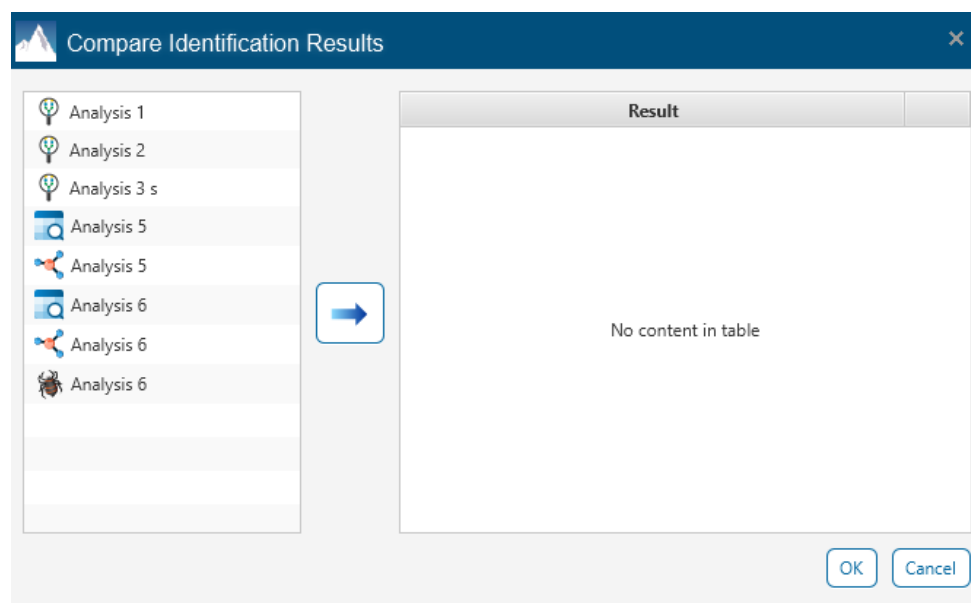 Compare Identification Results
Analysis 1
Analysis 2
Analysis 3 s
Analysis 5
Analysis 5
Analysis 6
Analysis 6
Analysis 6
Result
No content in table
OK
Cancel